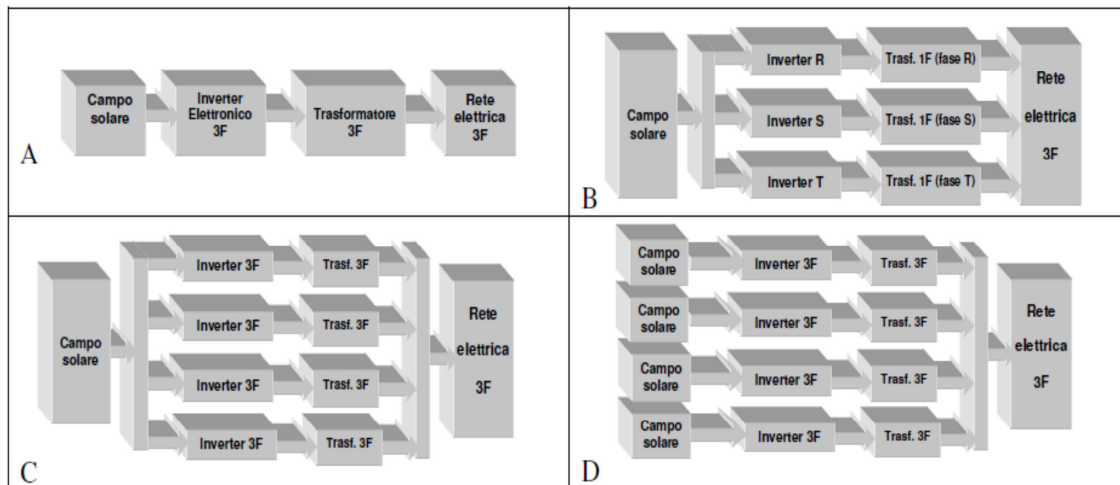 Campo
solare
Inverter
Elettronico
3F
Trasformatore
3F
Rete
elettrica
3F
A
Campo
solare
Inverter R
Trasf. 1F (fase R)
Inverter S
Trasf. 1F (fase S)
Inverter T
Trasf. 1F (fase T)
Rete
elettrica
3F
B
Campo
solare
Inverter 3F
Trasf. 3F
Inverter 3F
Trasf. 3F
Inverter 3F
Trasf. 3F
Inverter 3F
Trasf. 3F
Rete
elettrica
3F
C
Campo
solare
Inverter 3F
Trasf. 3F
Campo
solare
Inverter 3F
Trasf. 3F
Campo
solare
Inverter 3F
Trasf. 3F
Campo
solare
Inverter 3F
Trasf. 3F
Rete
elettrica
3F
D